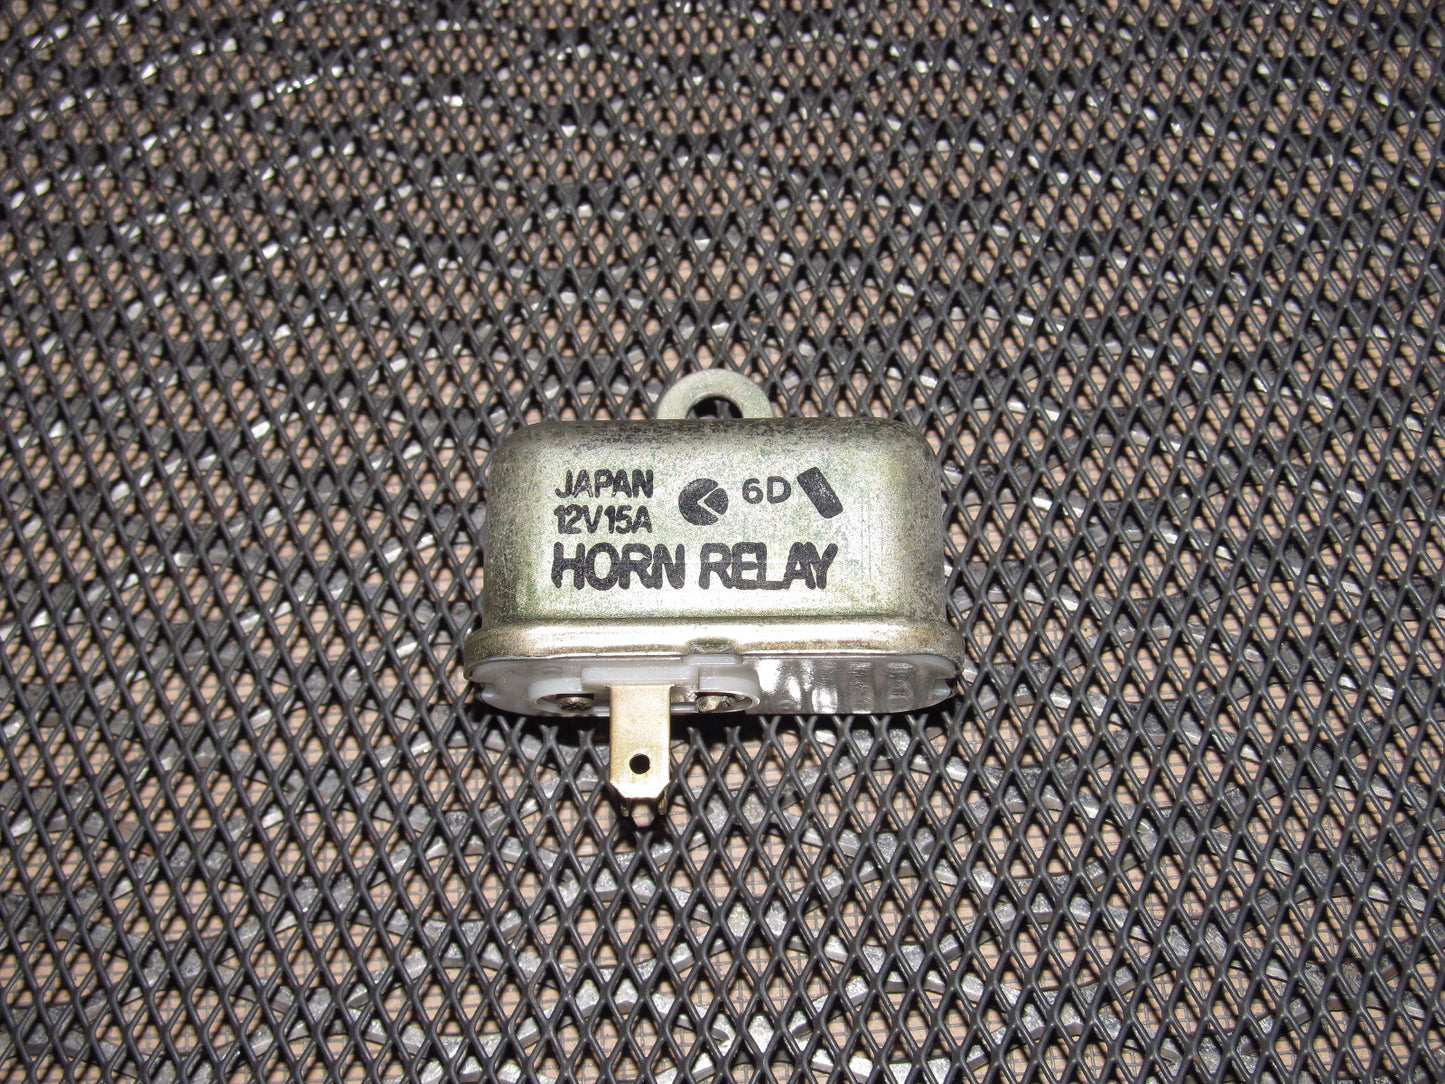 JAPAN
12V15A
6D
HORN RELAY